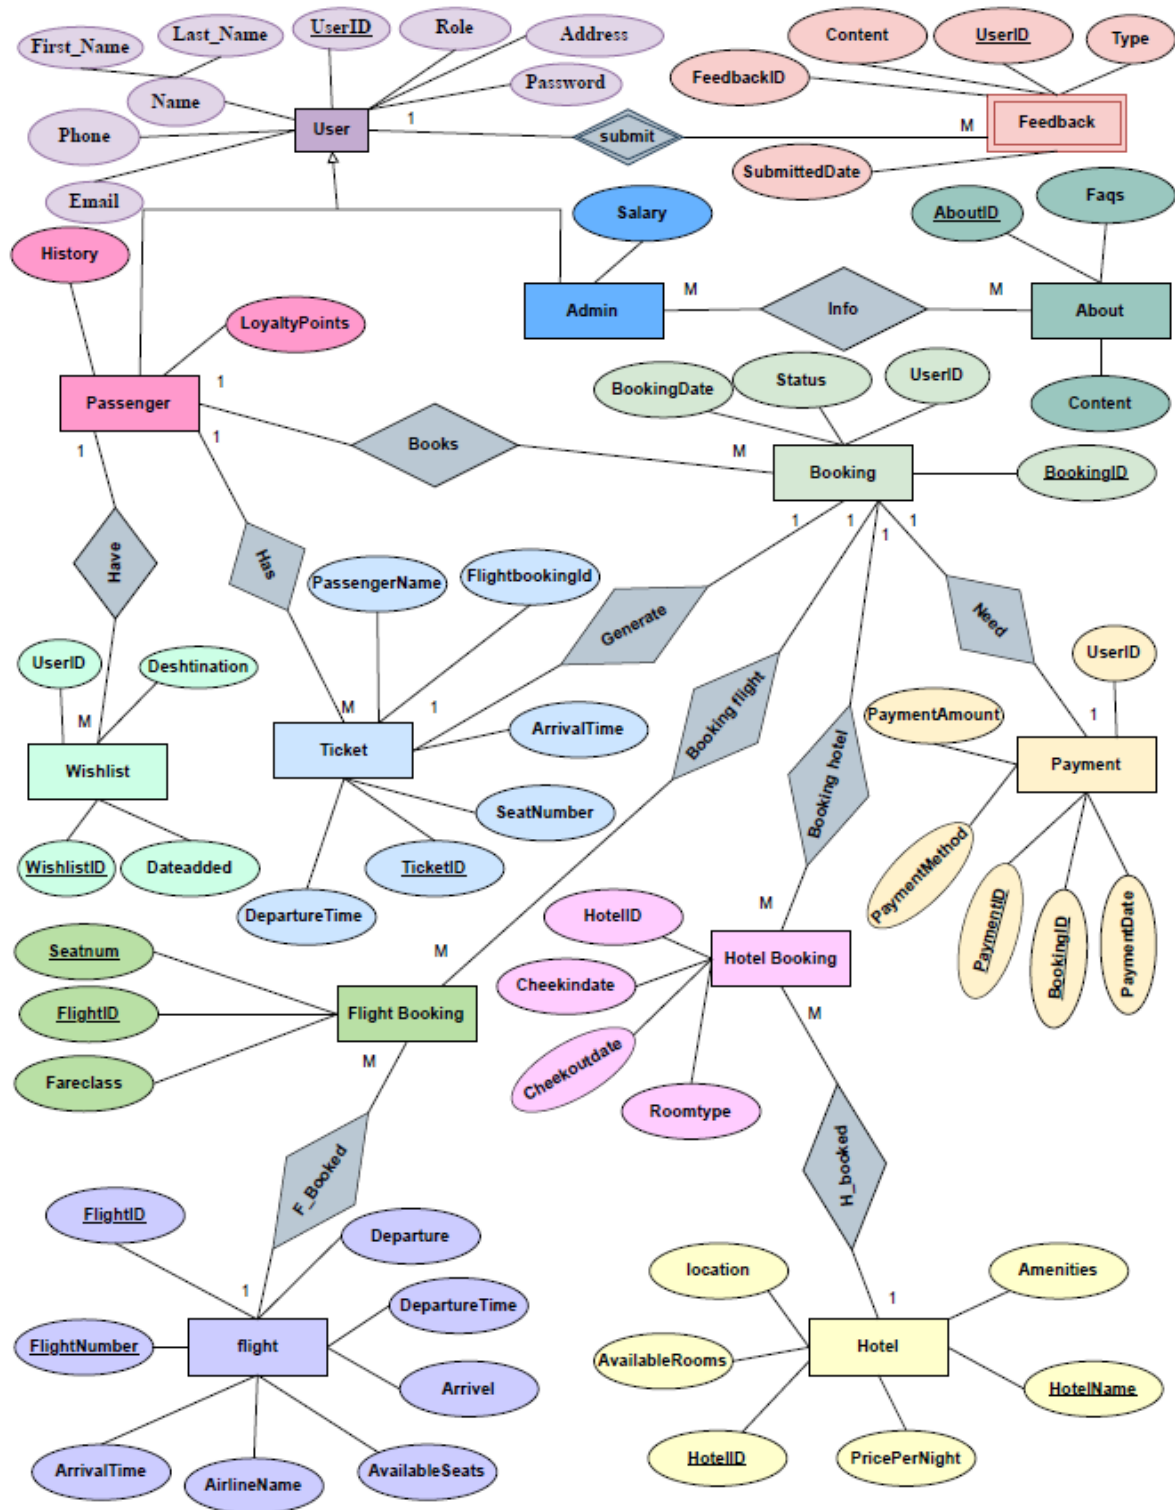 First_Name
Last_Name
UserID
Role
Address
Content
UserID
Type
FeedbackID
Name
Password
Phone
User
1
submit
M
Feedback
SubmittedDate
Email
Salary
AboutID
Faqs
History
LoyaltyPoints
Admin
M
Info
M
About
BookingDate
Status
UserID
Content
Passenger
1
Books
M
Booking
BookingID
1
1
1
1
1
1
Have
Has
PassengerName
FlightbookingId
Generate
Need
UserID
Deshtination
UserID
Booking flight
Booking hotel
PaymentAmount
M
M
1
1
Wishlist
Ticket
ArrivalTime
Payment
SeatNumber
WishlistID
Dateadded
TicketID
PaymentMethod
DepartureTime
HotelID
M
M
PaymentID
BookingID
PaymentDate
Seatnum
Hotel Booking
Cheekindate
FlightID
Flight Booking
M
M
Fareclass
Cheekoutdate
Roomtype
F_Booked
H_booked
FlightID
Departure
location
Amenities
DepartureTime
1
1
FlightNumber
flight
AvailableRooms
Hotel
Arrivel
HotelName
ArrivalTime
AirlineName
AvailableSeats
HotelID
PricePerNight